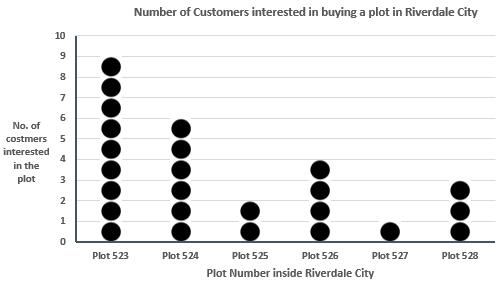 Number of Customers interested in buying a plot in Riverdale City
10
9
8
7
6
5
4
3
2
1
0
No. of
costmers
interested
in the
plot
Plot 523 Plot 524 Plot 525 Plot 526 Plot 527 Plot 528
Plot Number inside Riverdale City